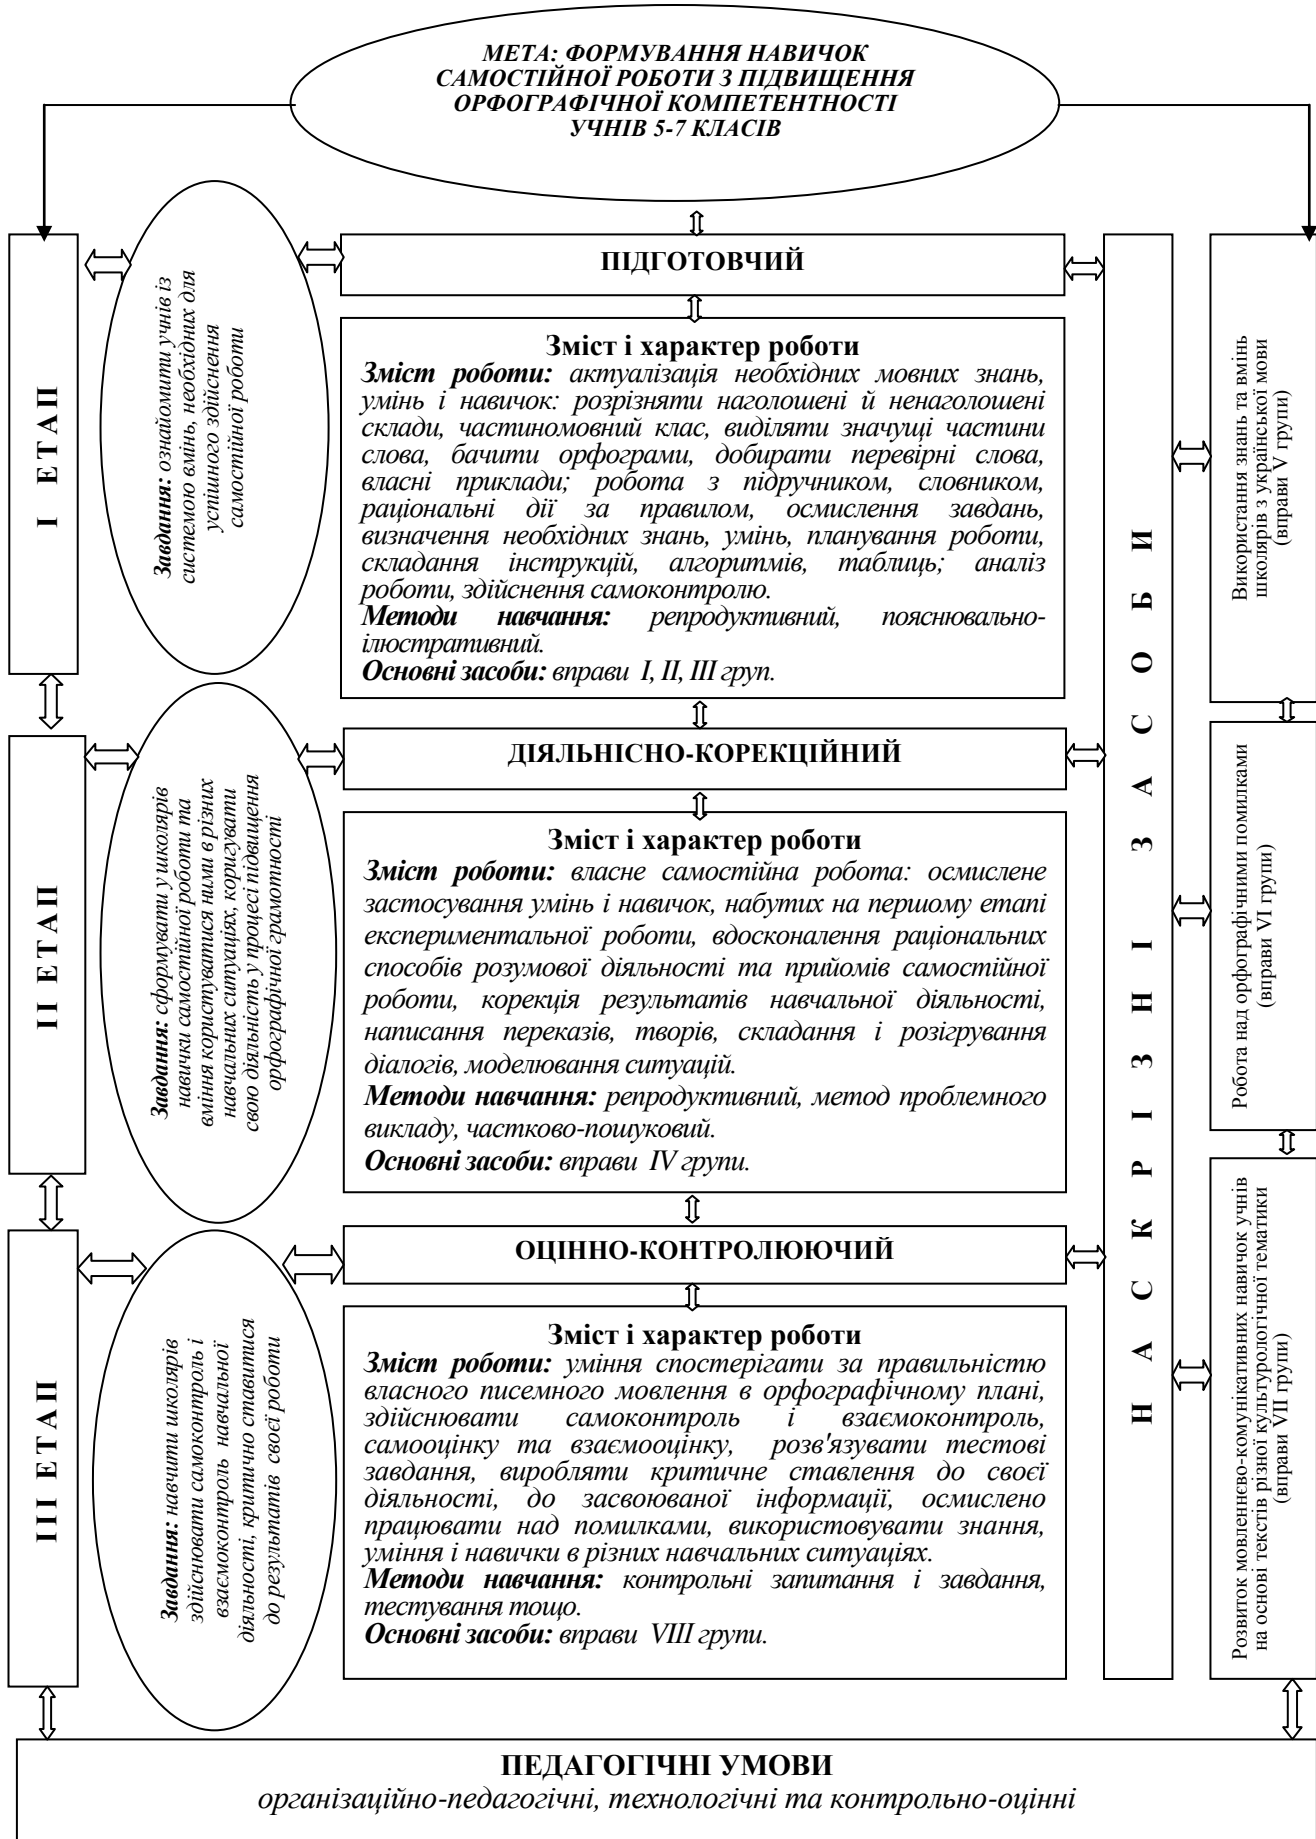 МЕТА: ФОРМУВАННЯ НАВИЧОК
САМОСТІЙНОЇ РОБОТИ З ПІДВИЩЕННЯ
ОРФОГРАФІЧНОЇ КОМПЕТЕНТНОСТІ
УЧНІВ 5-7 КЛАСІВ
І ЕТАП
Завдання: ознайомити учнів із
системою вмінь, необхідних для
успішного здійснення
самостійної роботи
ПІДГОТОВЧИЙ
Зміст і характер роботи
Зміст роботи: актуалізація необхідних мовних знань,
умінь і навичок: розрізняти наголошені й ненаголошені
склади, частиномовний клас, виділяти значущі частини
слова, бачити орфограми, добирати перевірні слова,
власні приклади; робота з підручником, словником,
раціональні дії за правилом, осмислення завдань,
визначення необхідних знань, умінь, планування роботи,
складання інструкцій, алгоритмів, таблиць; аналіз
роботи, здійснення самоконтролю.
Методи навчання: репродуктивний, пояснювально-
ілюстративний.
Основні засоби: вправи І, ІІ, ІІІ груп.
ІІ ЕТАП
Завдання: сформувати у школярів
навички самостійної роботи та
вміння користуватися ними в різних
навчальних ситуаціях, коригувати
свою діяльність у процесі підвищення
орфографічної грамотності
ДІЯЛЬНІСНО-КОРЕКЦІЙНИЙ
Зміст і характер роботи
Зміст роботи: власне самостійна робота: осмислене
застосування умінь і навичок, набутих на першому етапі
експериментальної роботи, вдосконалення раціональних
способів розумової діяльності та прийомів самостійної
роботи, корекція результатів навчальної діяльності,
написання переказів, творів, складання і розігрування
діалогів, моделювання ситуацій.
Методи навчання: репродуктивний, метод проблемного
викладу, частково-пошуковий.
Основні засоби: вправи IV групи.
ІІІ ЕТАП
Завдання: навчити школярів
здійснювати самоконтроль і
взаємоконтроль навчальної
діяльності, критично ставитися
до результатів своєї роботи
ОЦІННО-КОНТРОЛЮЮЧИЙ
Зміст і характер роботи
Зміст роботи: уміння спостерігати за правильністю
власного писемного мовлення в орфографічному плані,
здійснювати самоконтроль і взаємоконтроль,
самооцінку та взаємооцінку, розв'язувати тестові
завдання, виробляти критичне ставлення до своєї
діяльності, до засвоюваної інформації, осмислено
працювати над помилками, використовувати знання,
уміння і навички в різних навчальних ситуаціях.
Методи навчання: контрольні запитання і завдання,
тестування тощо.
Основні засоби: вправи VIII групи.
НАСКРІЗНІ ЗАСОБИ
Використання знань та вмінь
школярів з української мови
(вправи V групи)
Робота над орфографічними помилками
(вправи VI групи)
Розвиток мовленнєво-комунікативних навичок учнів
на основі текстів різної культурологічної тематики
(вправи VII групи)
ПЕДАГОГІЧНІ УМОВИ
організаційно-педагогічні, технологічні та контрольно-оцінні